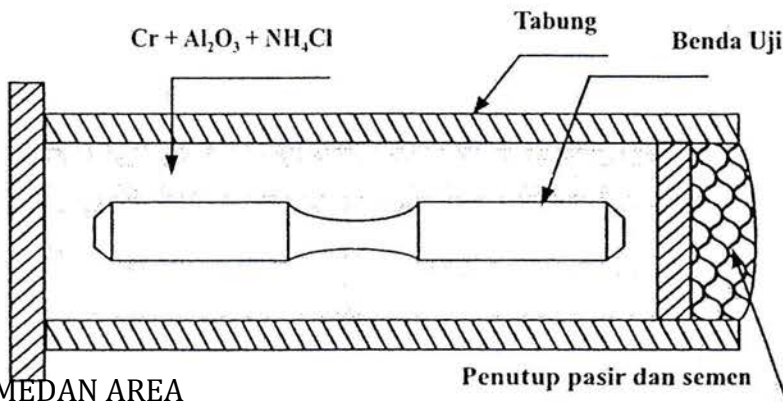 Tabung
Cr + Al₂O₃ + NH₄Cl
Benda Uji
Penutup pasir dan semen
MEDAN AREA